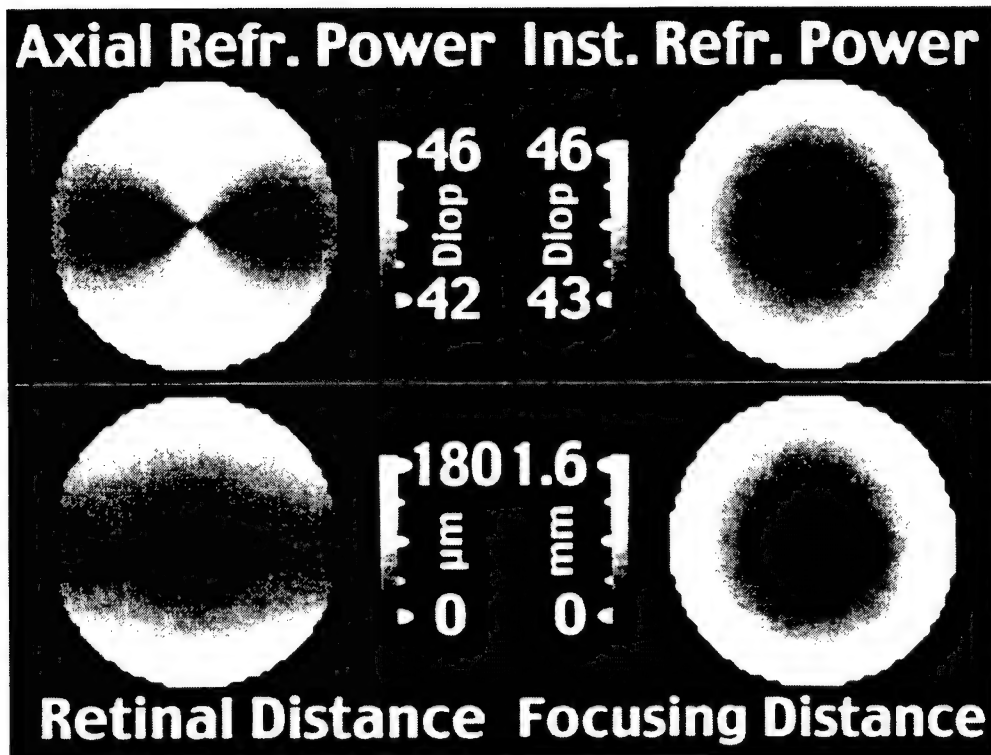 Axial Refr. Power Inst. Refr. Power
46 46
Diop Diop
42 43
180 1.6
µm mm
0 0
Retinal Distance Focusing Distance